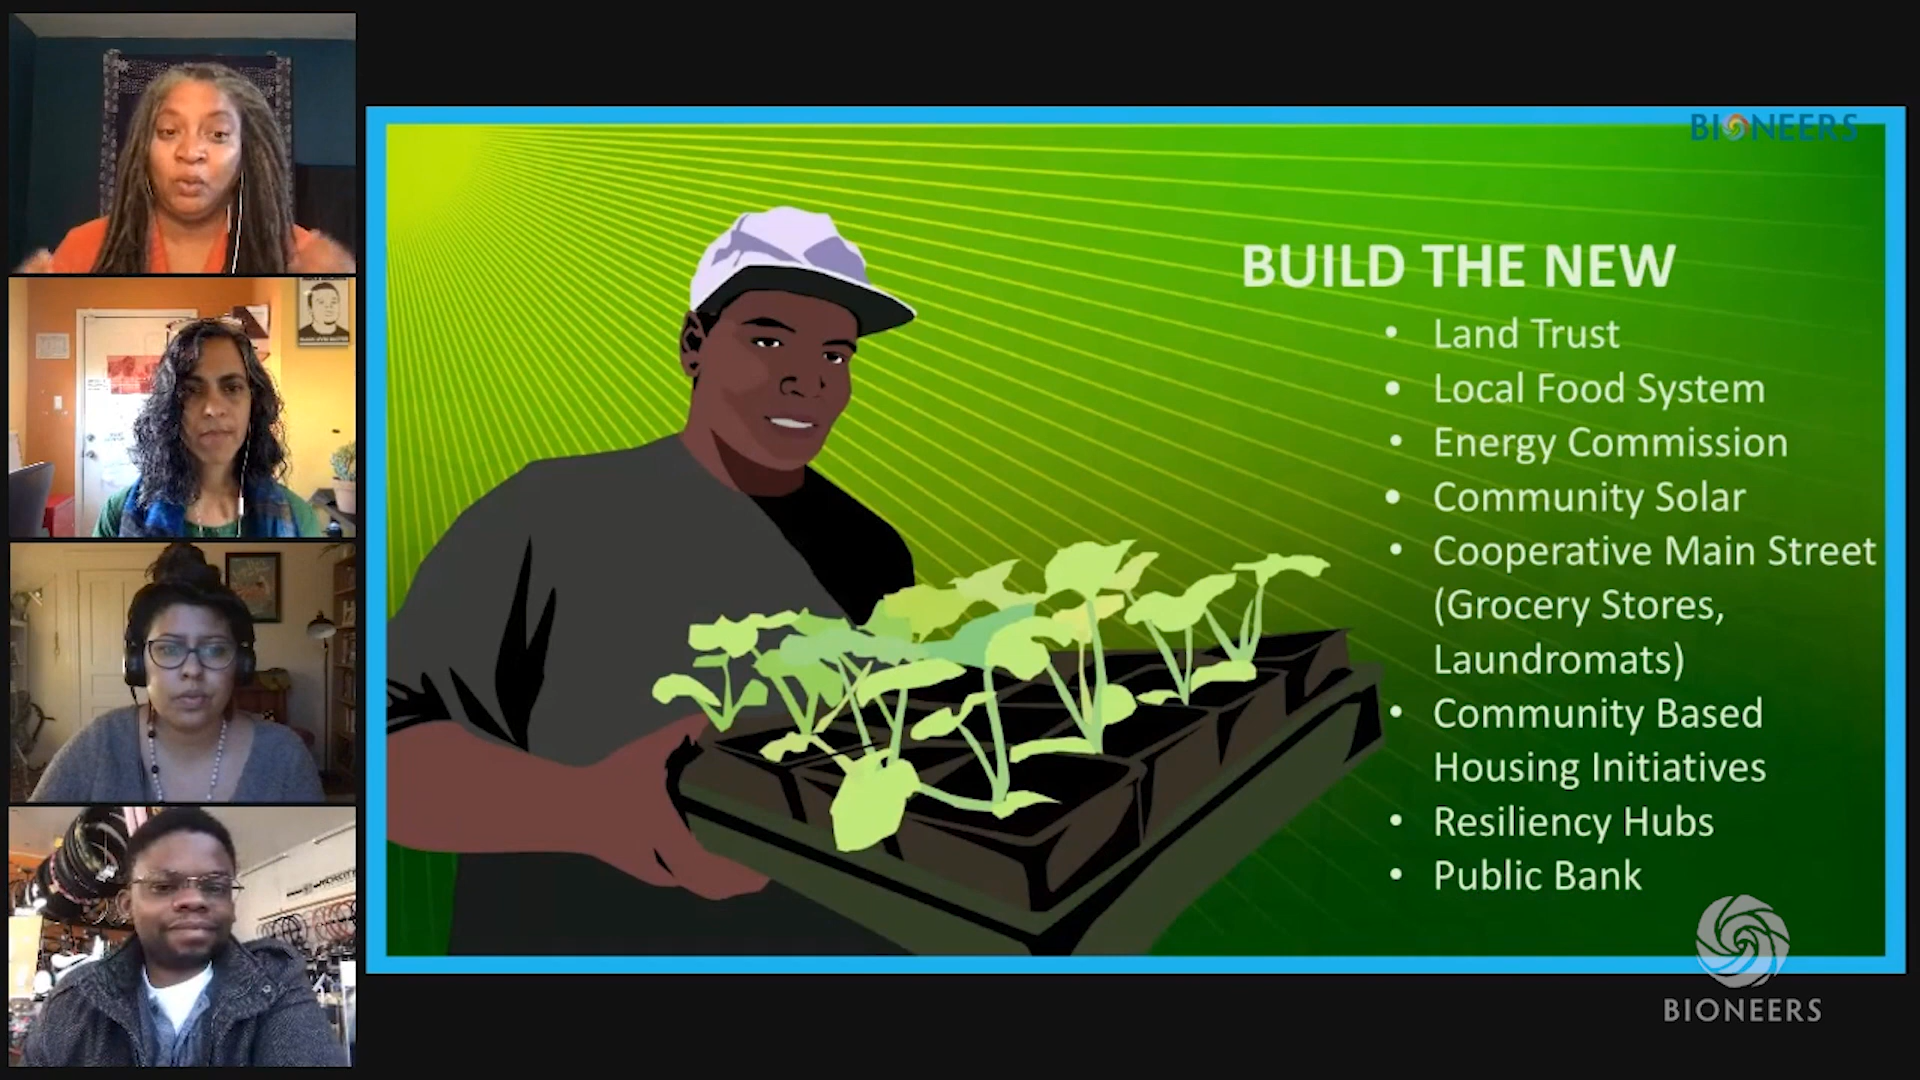 BIONEERS
BUILD THE NEW
• Land Trust
• Local Food System
• Energy Commission
• Community Solar
• Cooperative Main Street
(Grocery Stores,
Laundromats)
• Community Based
Housing Initiatives
• Resiliency Hubs
• Public Bank
BIONEERS